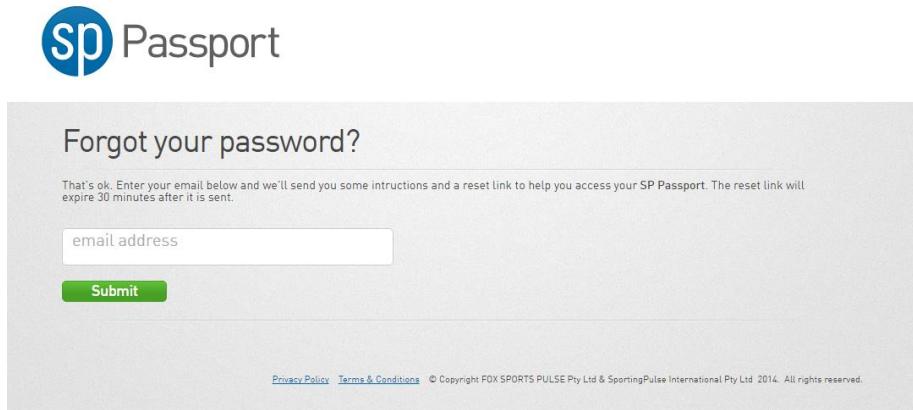 sp Passport
Forgot your password?
That's ok. Enter your email below and we'll send you some intructions and a reset link to help you access your SP Passport. The reset link will
expire 30 minutes after it is sent.
email address
Submit
Privacy Policy Terms & Conditions © Copyright FOX SPORTS PULSE Pty Ltd & SportingPulse International Pty Ltd 2014. All rights reserved.